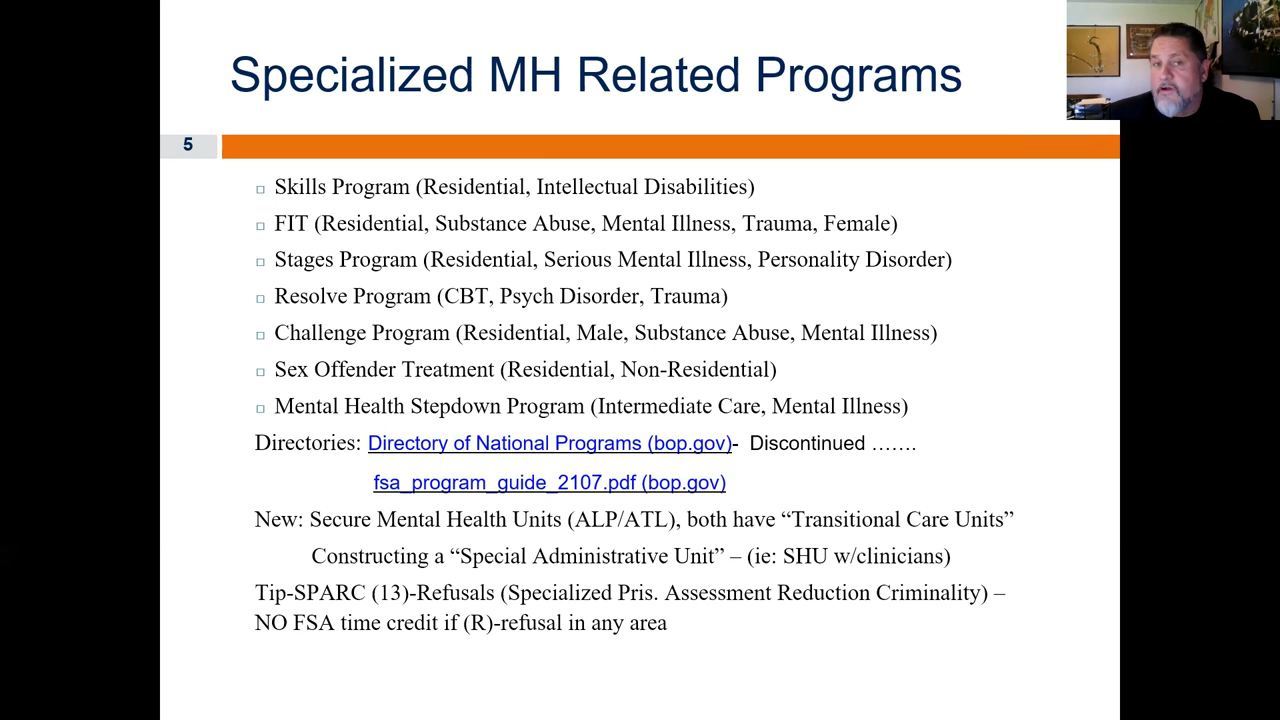 Specialized MH Related Programs
5
Skills Program (Residential, Intellectual Disabilities)
FIT (Residential, Substance Abuse, Mental Illness, Trauma, Female)
Stages Program (Residential, Serious Mental Illness, Personality Disorder)
Resolve Program (CBT, Psych Disorder, Trauma)
Challenge Program (Residential, Male, Substance Abuse, Mental Illness)
Sex Offender Treatment (Residential, Non-Residential)
Mental Health Stepdown Program (Intermediate Care, Mental Illness)
Directories: Directory of National Programs (bop.gov)- Discontinued …….
fsa_program_guide_2107.pdf (bop.gov)
New: Secure Mental Health Units (ALP/ATL), both have “Transitional Care Units”
Constructing a “Special Administrative Unit” – (ie: SHU w/clinicians)
Tip-SPARC (13)-Refusals (Specialized Pris. Assessment Reduction Criminality) –
NO FSA time credit if (R)-refusal in any area